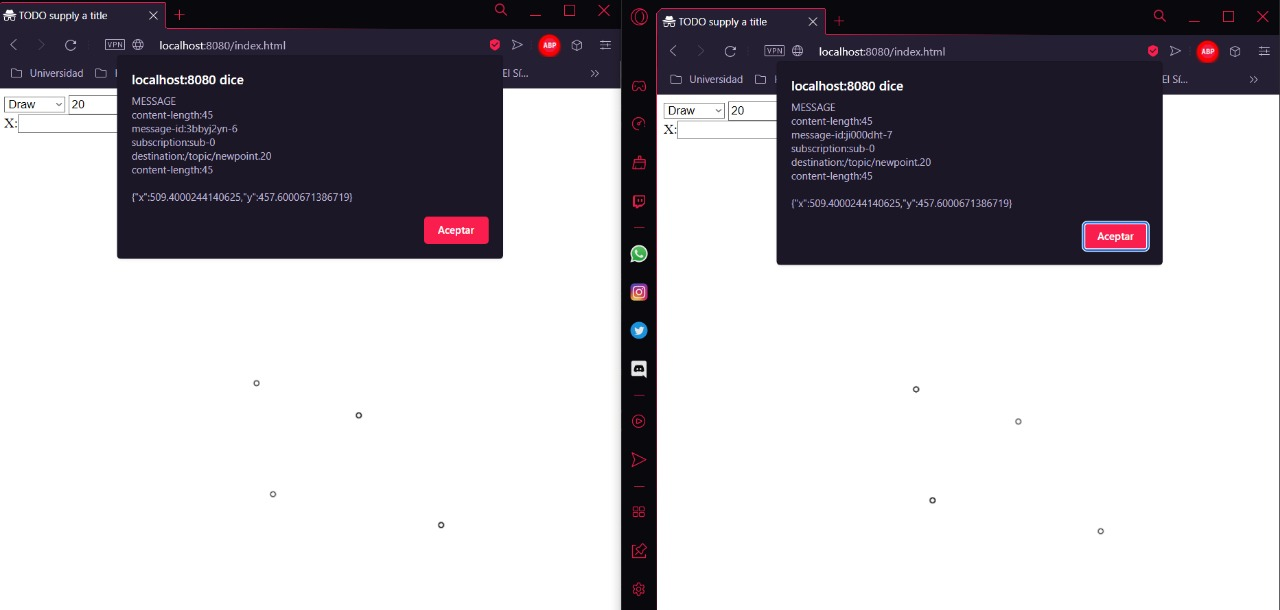 TODO supply a title
VPN
localhost:8080/index.html
ABP
Universidad
El Sí...
localhost:8080 dice
MESSAGE
content-length:45
message-id:3bbyj2yn-6
subscription:sub-0
destination:/topic/newpoint.20
content-length:45
{"x":509.4000244140625,"y":457.6000671386719}
Aceptar
Draw 20
X:
TODO supply a title
VPN
localhost:8080/index.html
ABP
Universidad
El Sí...
localhost:8080 dice
MESSAGE
content-length:45
message-id:ji000dht-7
subscription:sub-0
destination:/topic/newpoint.20
content-length:45
{"x":509.4000244140625,"y":457.6000671386719}
Aceptar
Draw 20
X: